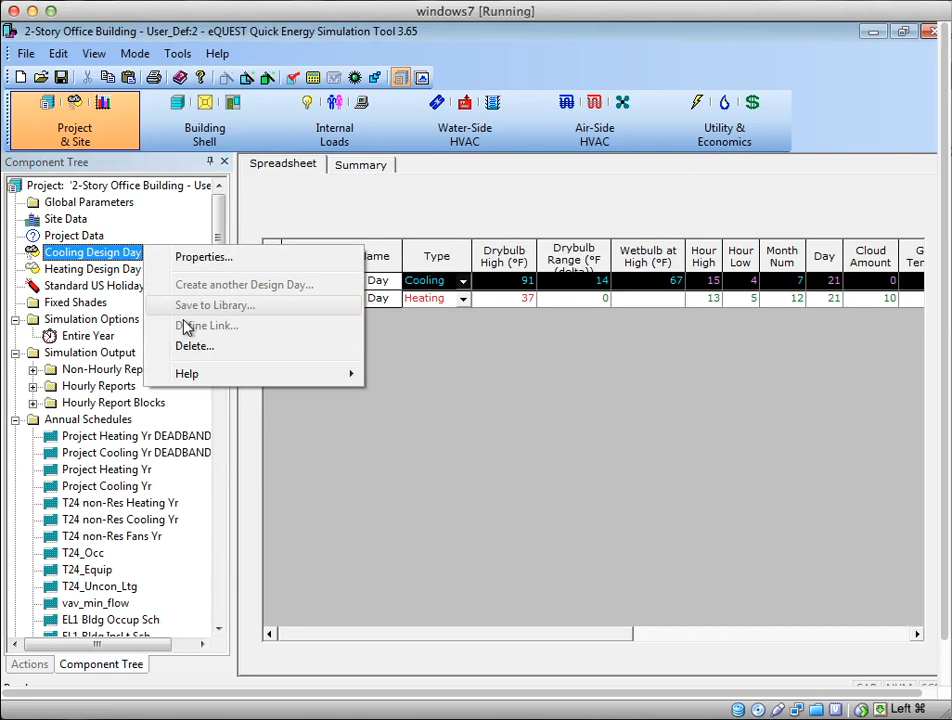 windows7 [Running]
2-Story Office Building - User_Def:2 - eQUEST Quick Energy Simulation Tool 3.65
File Edit View Mode Tools Help
Project & Site
Building Shell
Internal Loads
Water-Side HVAC
Air-Side HVAC
Utility & Economics
Component Tree
Spreadsheet Summary
Project: '2-Story Office Building - Use
Global Parameters
Site Data
Project Data
Cooling Design Day
Heating Design Day
Standard US Holiday
Fixed Shades
Simulation Options
Entire Year
Simulation Output
Non-Hourly Rep
Hourly Reports
Hourly Report Blocks
Annual Schedules
Project Heating Yr DEADBAND
Project Cooling Yr DEADBAND
Project Heating Yr
Project Cooling Yr
T24 non-Res Heating Yr
T24 non-Res Cooling Yr
T24 non-Res Fans Yr
T24_Occ
T24_Equip
T24_Uncon_Ltg
vav_min_flow
EL1 Bldg Occup Sch
EL1 Bldg InsLt Sch
Actions Component Tree
Properties...
Create another Design Day...
Save to Library...
Define Link...
Delete...
Help
ame Type Drybulb High (°F) Drybulb Range (°F (delta)) Wetbulb at High (°F) Hour High Hour Low Month Num Day Cloud Amount
Day Cooling 91 14 67 15 4 7 21 0
Day Heating 37 0 13 5 12 21 10
Left ⌘